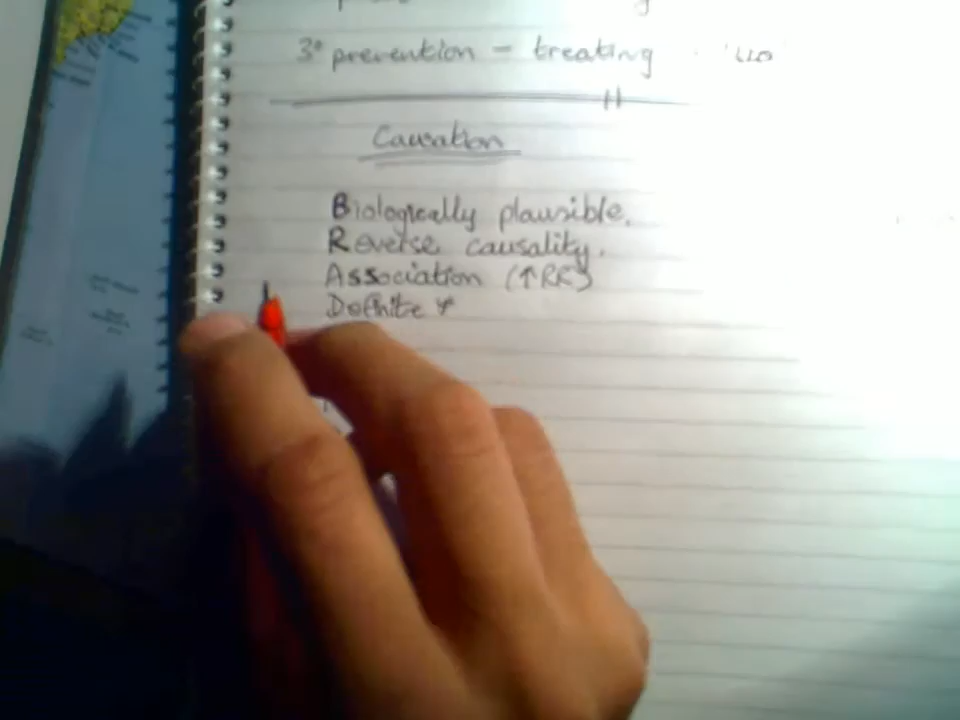 3° prevention — treating
Causation
Biologically plausible.
Reverse causality.
Association (↑RR)
Definite